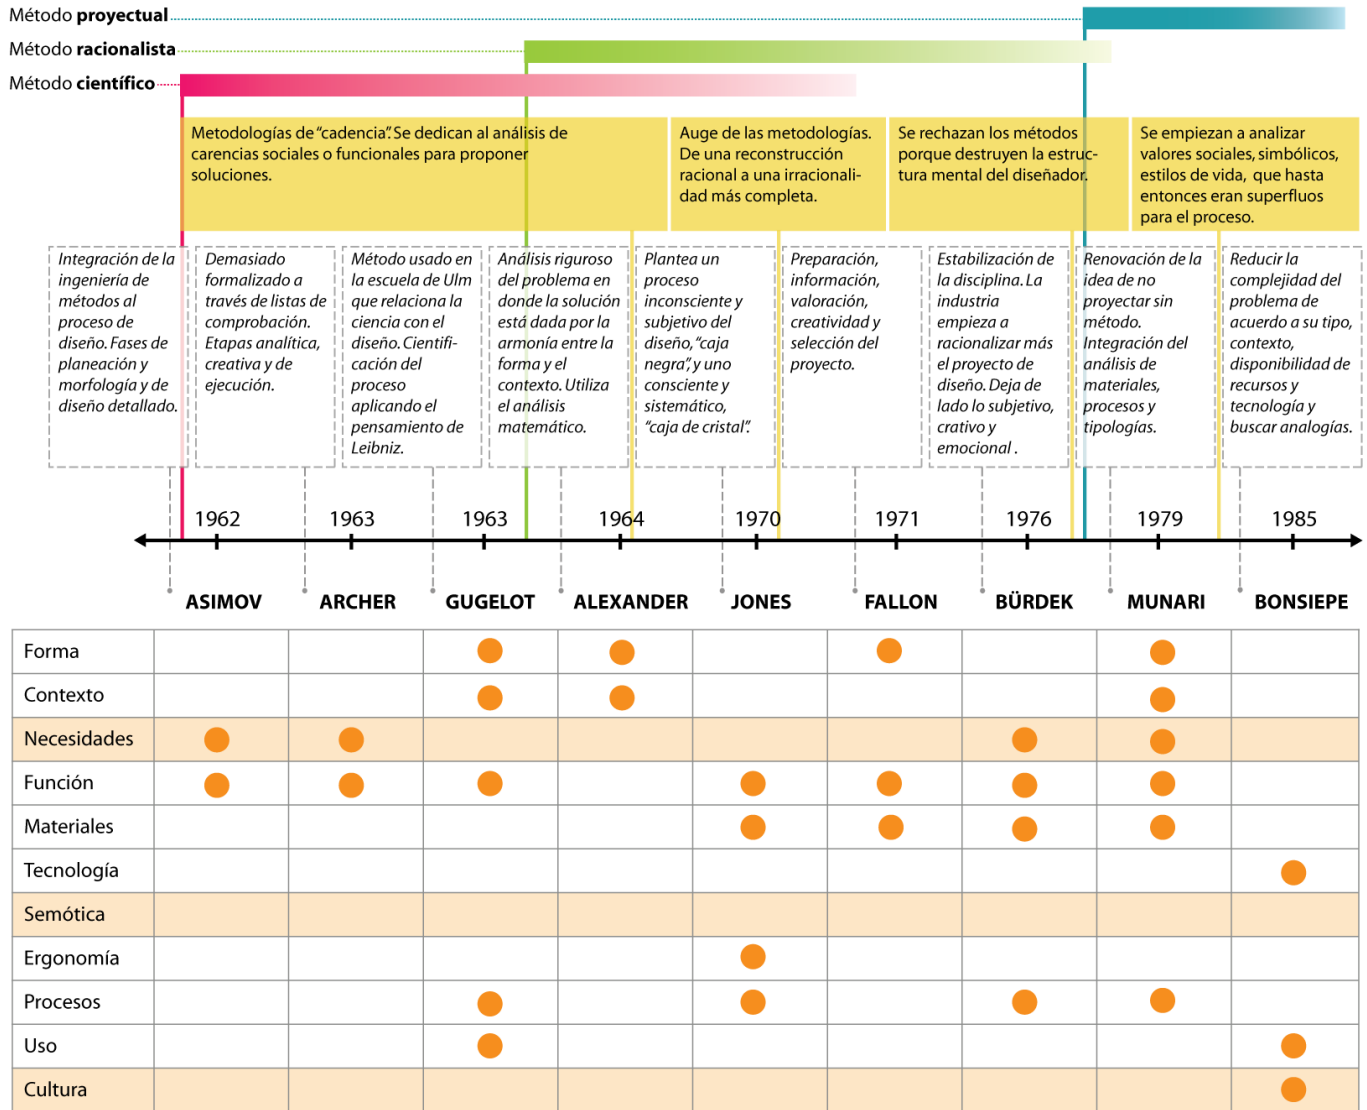 Método proyectual
Método racionalista
Método científico
Metodologías de “cadencia”. Se dedican al análisis de
carencias sociales o funcionales para proponer
soluciones.
Auge de las metodologías.
De una reconstrucción
racional a una irracionali-
dad más completa.
Se rechazan los métodos
porque destruyen la estruc-
tura mental del diseñador.
Se empiezan a analizar
valores sociales, simbólicos,
estilos de vida, que hasta
entonces eran superfluos
para el proceso.
Integración de la
ingeniería de
métodos al
proceso de
diseño. Fases de
planeación y
morfología y de
diseño detallado.
Demasiado
formalizado a
través de listas de
comprobación.
Etapas analítica,
creativa y de
ejecución.
Método usado en
la escuela de Ulm
que relaciona la
ciencia con el
diseño. Cientifi-
cación del
proceso
aplicando el
pensamiento de
Leibniz.
Análisis riguroso
del problema en
donde la solución
está dada por la
armonía entre la
forma y el
contexto. Utiliza
el análisis
matemático.
Plantea un
proceso
inconsciente y
subjetivo del
diseño, “caja
negra”, y uno
consciente y
sistemático,
“caja de cristal”.
Preparación,
información,
valoración,
creatividad y
selección del
proyecto.
Estabilización de
la disciplina. La
industria
empieza a
racionalizar más
el proyecto de
diseño. Deja de
lado lo subjetivo,
crativo y
emocional .
Renovación de la
idea de no
proyectar sin
método.
Integración del
análisis de
materiales,
procesos y
tipologías.
Reducir la
complejidad del
problema de
acuerdo a su tipo,
contexto,
disponibilidad de
recursos y
tecnología y
buscar analogías.
1962
1963
1963
1964
1970
1971
1976
1979
1985
ASIMOV
ARCHER
GUGELOT
ALEXANDER
JONES
FALLON
BÜRDEK
MUNARI
BONSIEPE
Forma
Contexto
Necesidades
Función
Materiales
Tecnología
Semótica
Ergonomía
Procesos
Uso
Cultura